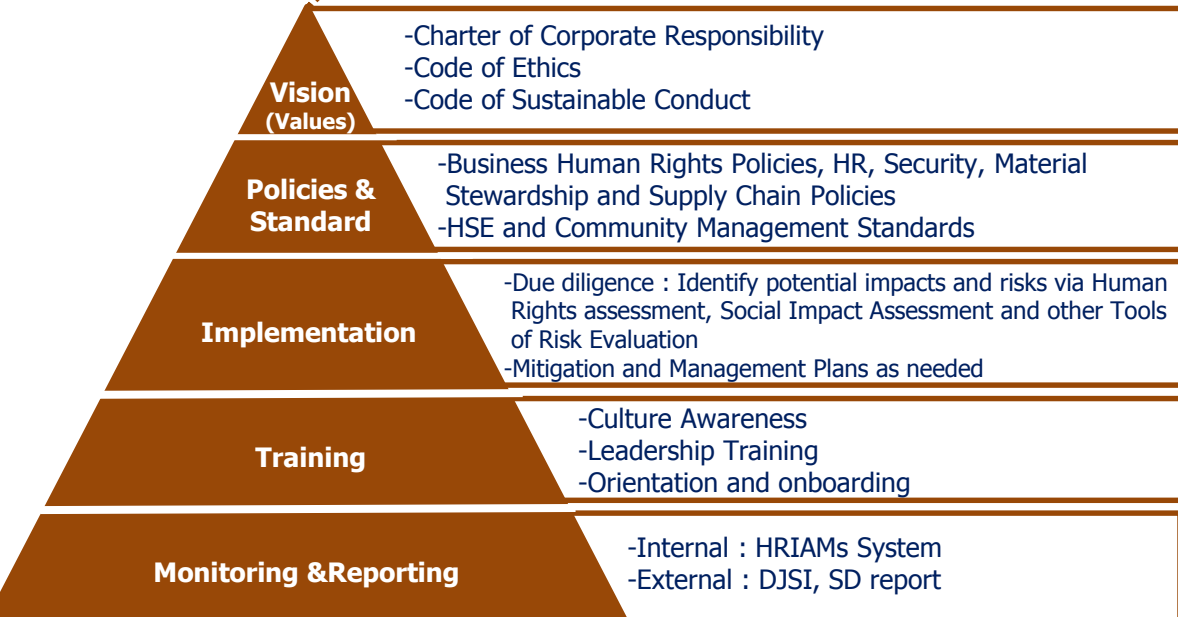 Vision
(Values)
-Charter of Corporate Responsibility
-Code of Ethics
-Code of Sustainable Conduct
Policies &
Standard
-Business Human Rights Policies, HR, Security, Material
Stewardship and Supply Chain Policies
-HSE and Community Management Standards
Implementation
-Due diligence : Identify potential impacts and risks via Human
Rights assessment, Social Impact Assessment and other Tools
of Risk Evaluation
-Mitigation and Management Plans as needed
Training
-Culture Awareness
-Leadership Training
-Orientation and onboarding
Monitoring &Reporting
-Internal : HRIAMs System
-External : DJSI, SD report